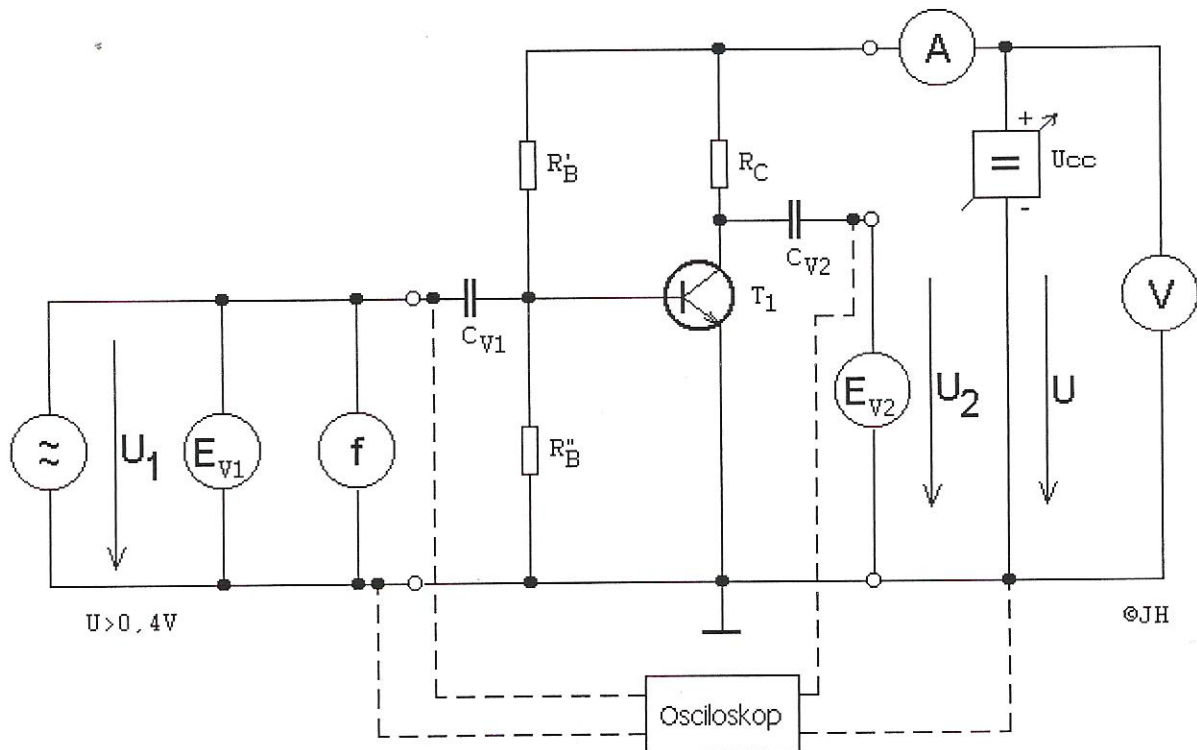 A
+
=
Ucc
-
R'B
RC
CV2
T1
V
CV1
EV2
U2
U
≈
U1
EV1
f
R"B
U>0,4V
©JH
Osciloskop